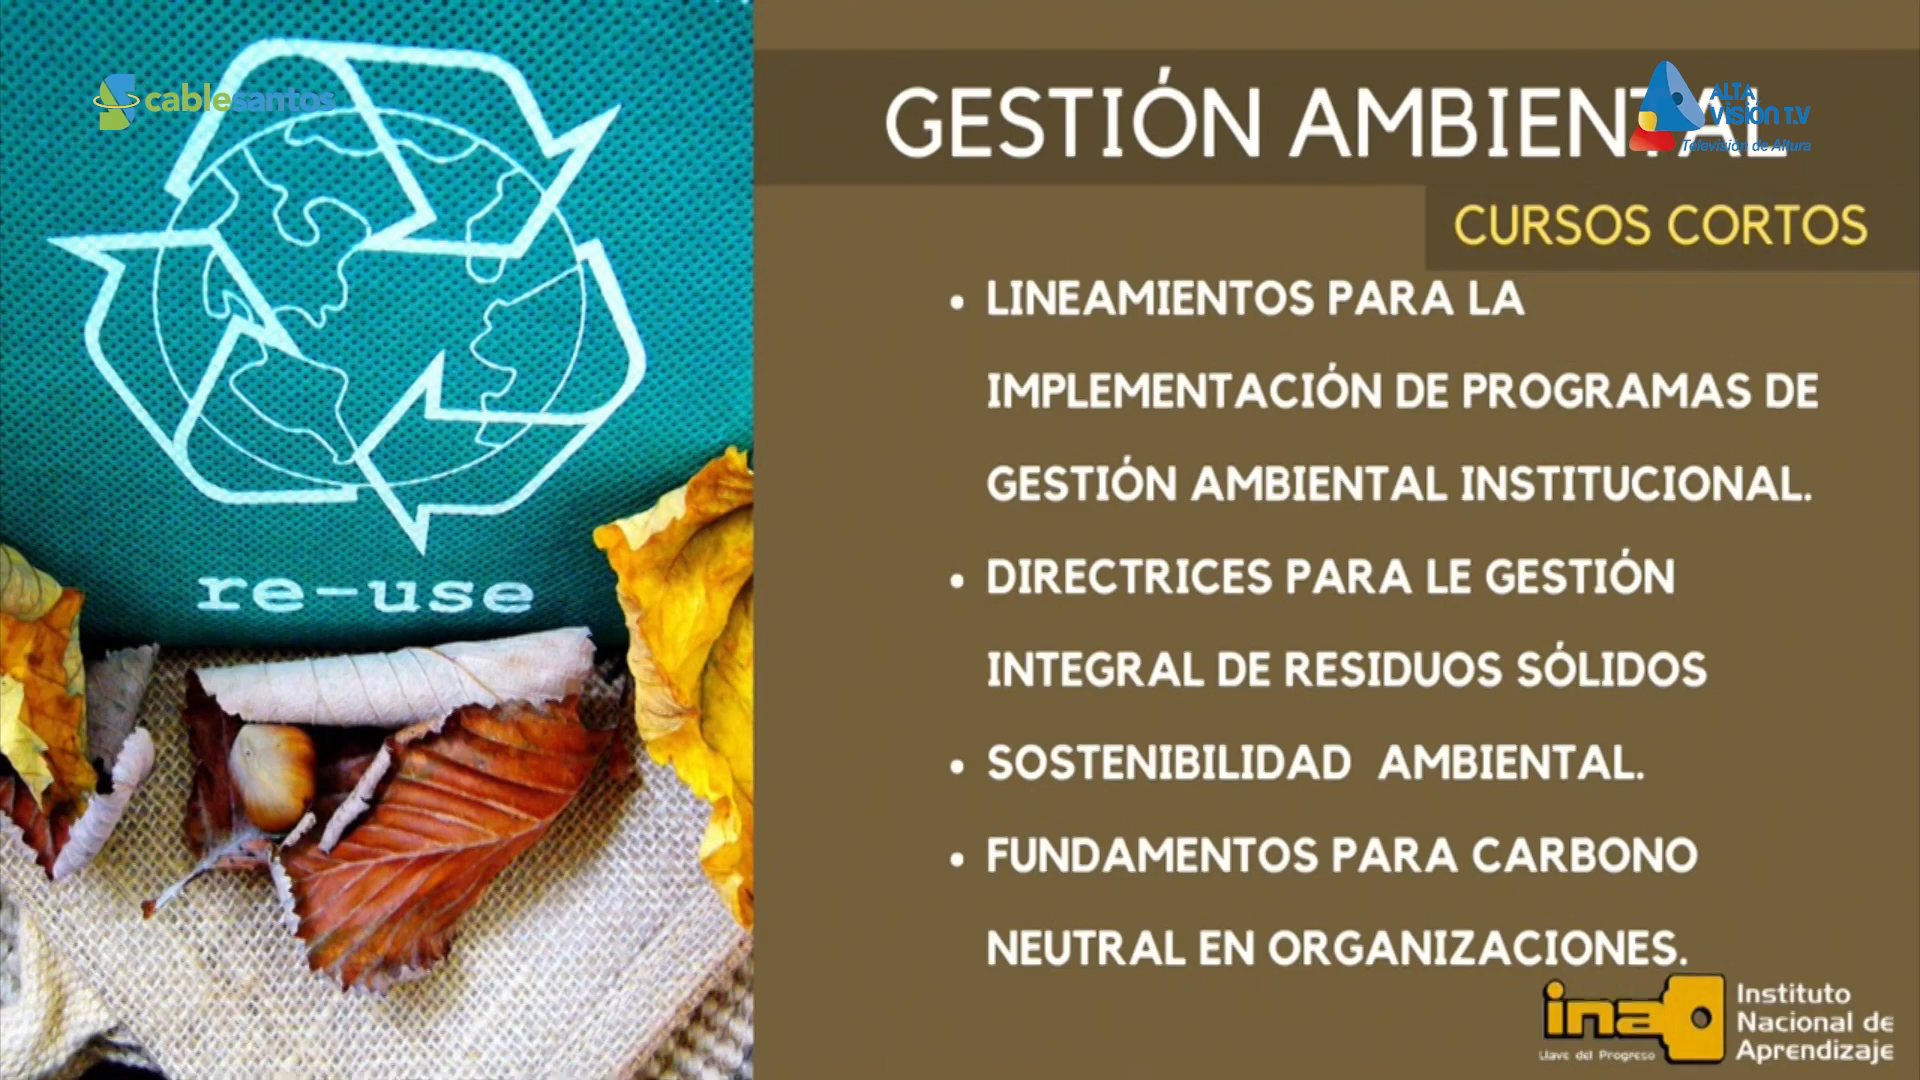 cablesantos
GESTIÓN AMBIENTAL
ALTA
VISIÓN T.V
Televisión de Altura
CURSOS CORTOS
• LINEAMIENTOS PARA LA
IMPLEMENTACIÓN DE PROGRAMAS DE
GESTIÓN AMBIENTAL INSTITUCIONAL.
• DIRECTRICES PARA LE GESTIÓN
INTEGRAL DE RESIDUOS SÓLIDOS
• SOSTENIBILIDAD AMBIENTAL.
• FUNDAMENTOS PARA CARBONO
NEUTRAL EN ORGANIZACIONES.
re-use
ina
Llave del Progreso
Instituto
Nacional de
Aprendizaje